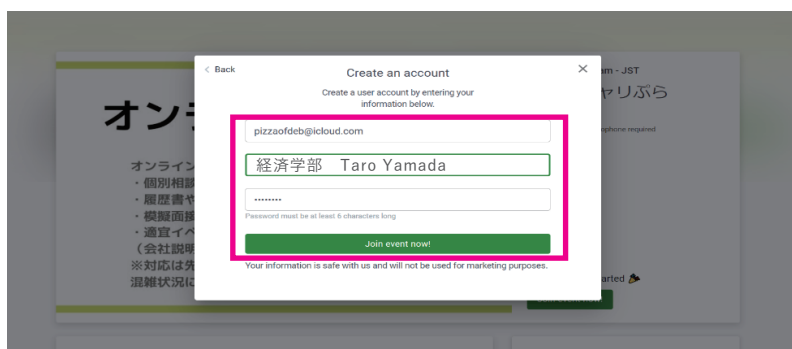 < Back
Create an account
×
Create a user account by entering your
information below.
pizzaofdeb@icloud.com
経済学部　Taro Yamada
••••••••
Password must be at least 6 characters long
Join event now!
Your information is safe with us and will not be used for marketing purposes.
オン
オンライン
・個別相談
・履歴書や
・模擬面接
・適宜イベ
（会社説明
※対応は先
混雑状況に
am - JST
ャリぷら
ophone required
arted